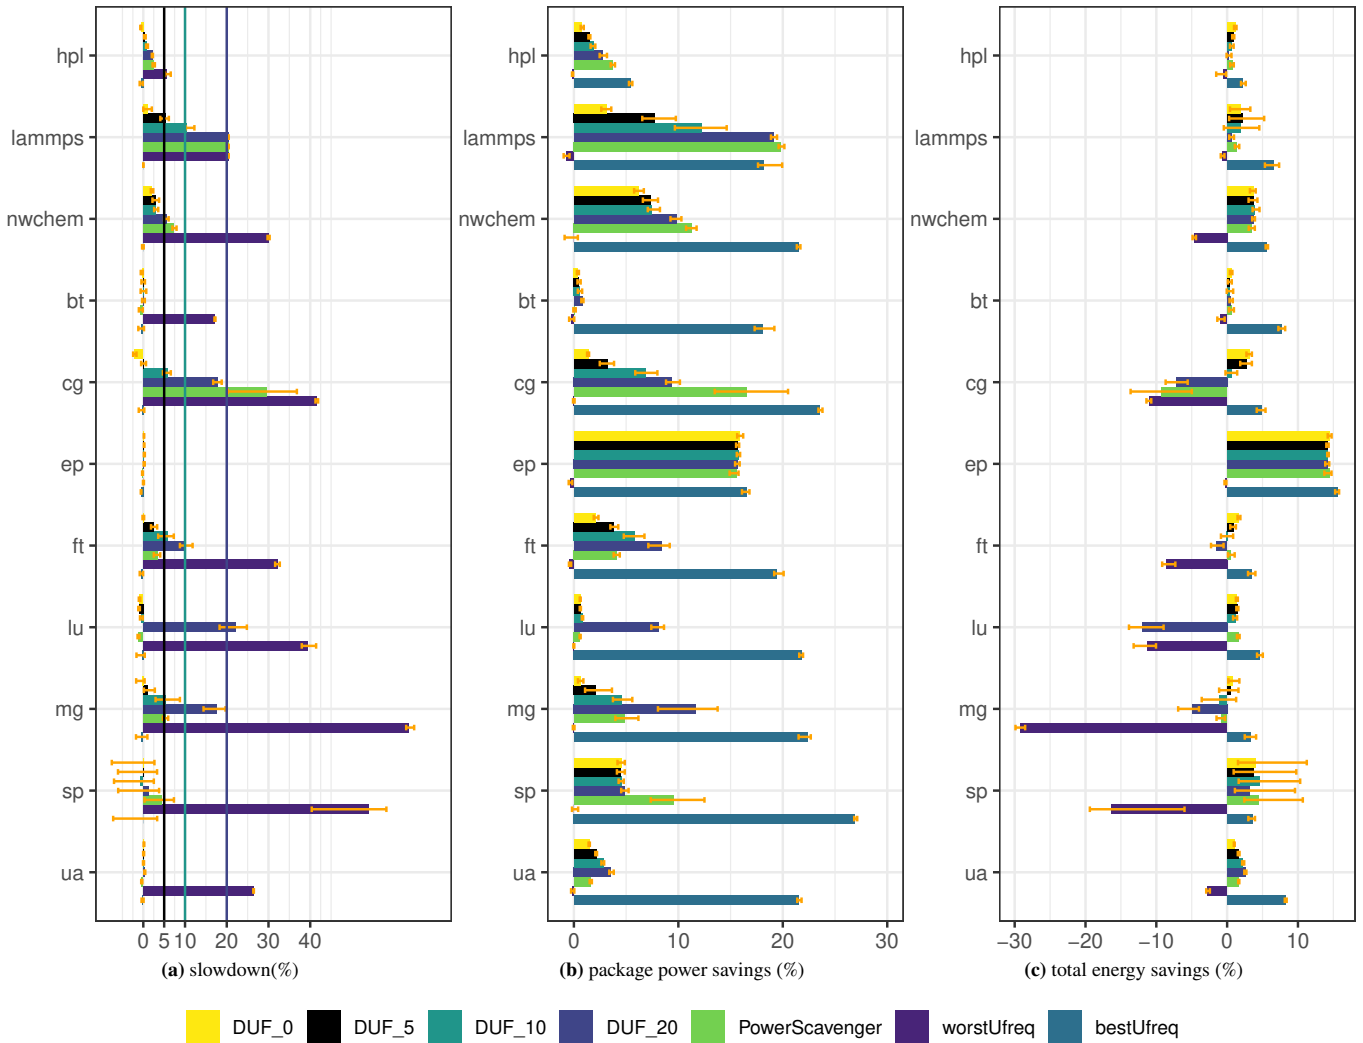 hpl
lammps
nwchem
bt
cg
ep
ft
lu
mg
sp
ua
0 5 10 20 30 40
(a) slowdown(%)
hpl
lammps
nwchem
bt
cg
ep
ft
lu
mg
sp
ua
0 10 20 30
(b) package power savings (%)
hpl
lammps
nwchem
bt
cg
ep
ft
lu
mg
sp
ua
−30 −20 −10 0 10
(c) total energy savings (%)
DUF_0 DUF_5 DUF_10 DUF_20 PowerScavenger worstUfreq bestUfreq